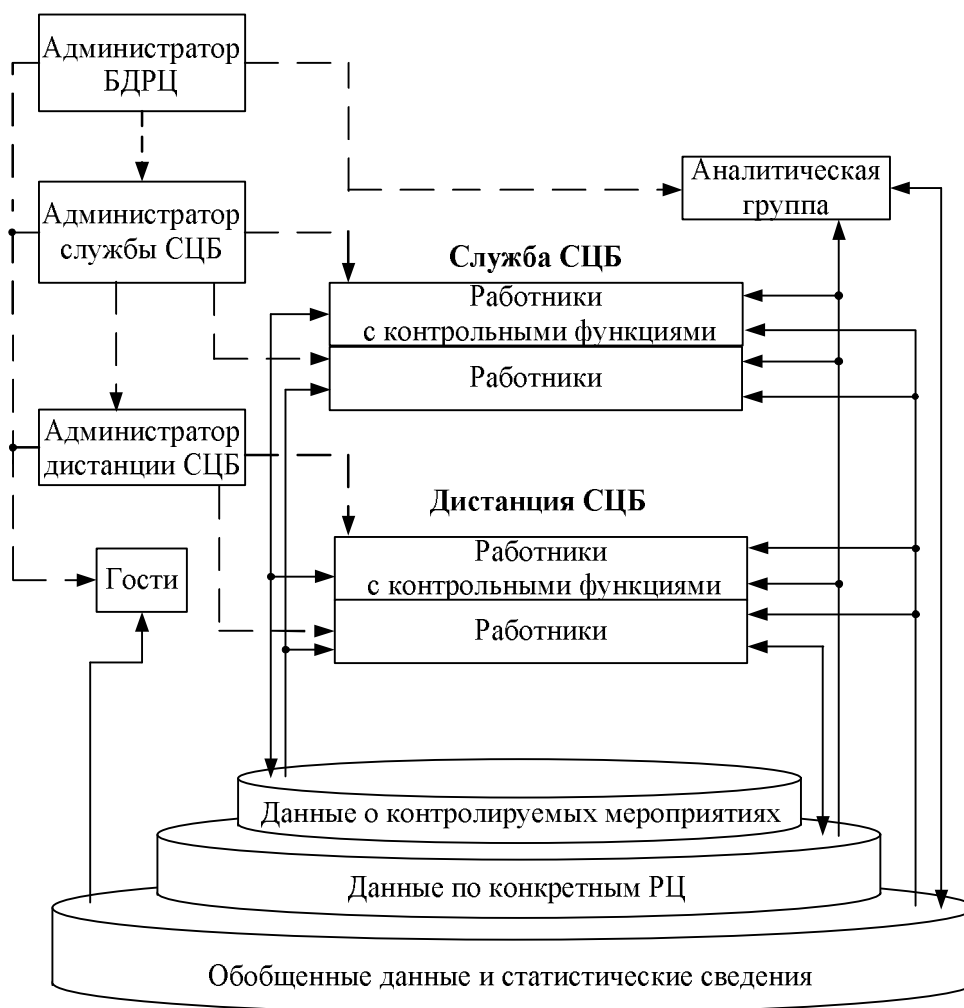 Администратор
БДРЦ
Аналитическая
группа
Администратор
службы СЦБ
Служба СЦБ
Работники
с контрольными функциями
Работники
Администратор
дистанции СЦБ
Дистанция СЦБ
Работники
с контрольными функциями
Гости
Работники
Данные о контролируемых мероприятиях
Данные по конкретным РЦ
Обобщенные данные и статистические сведения